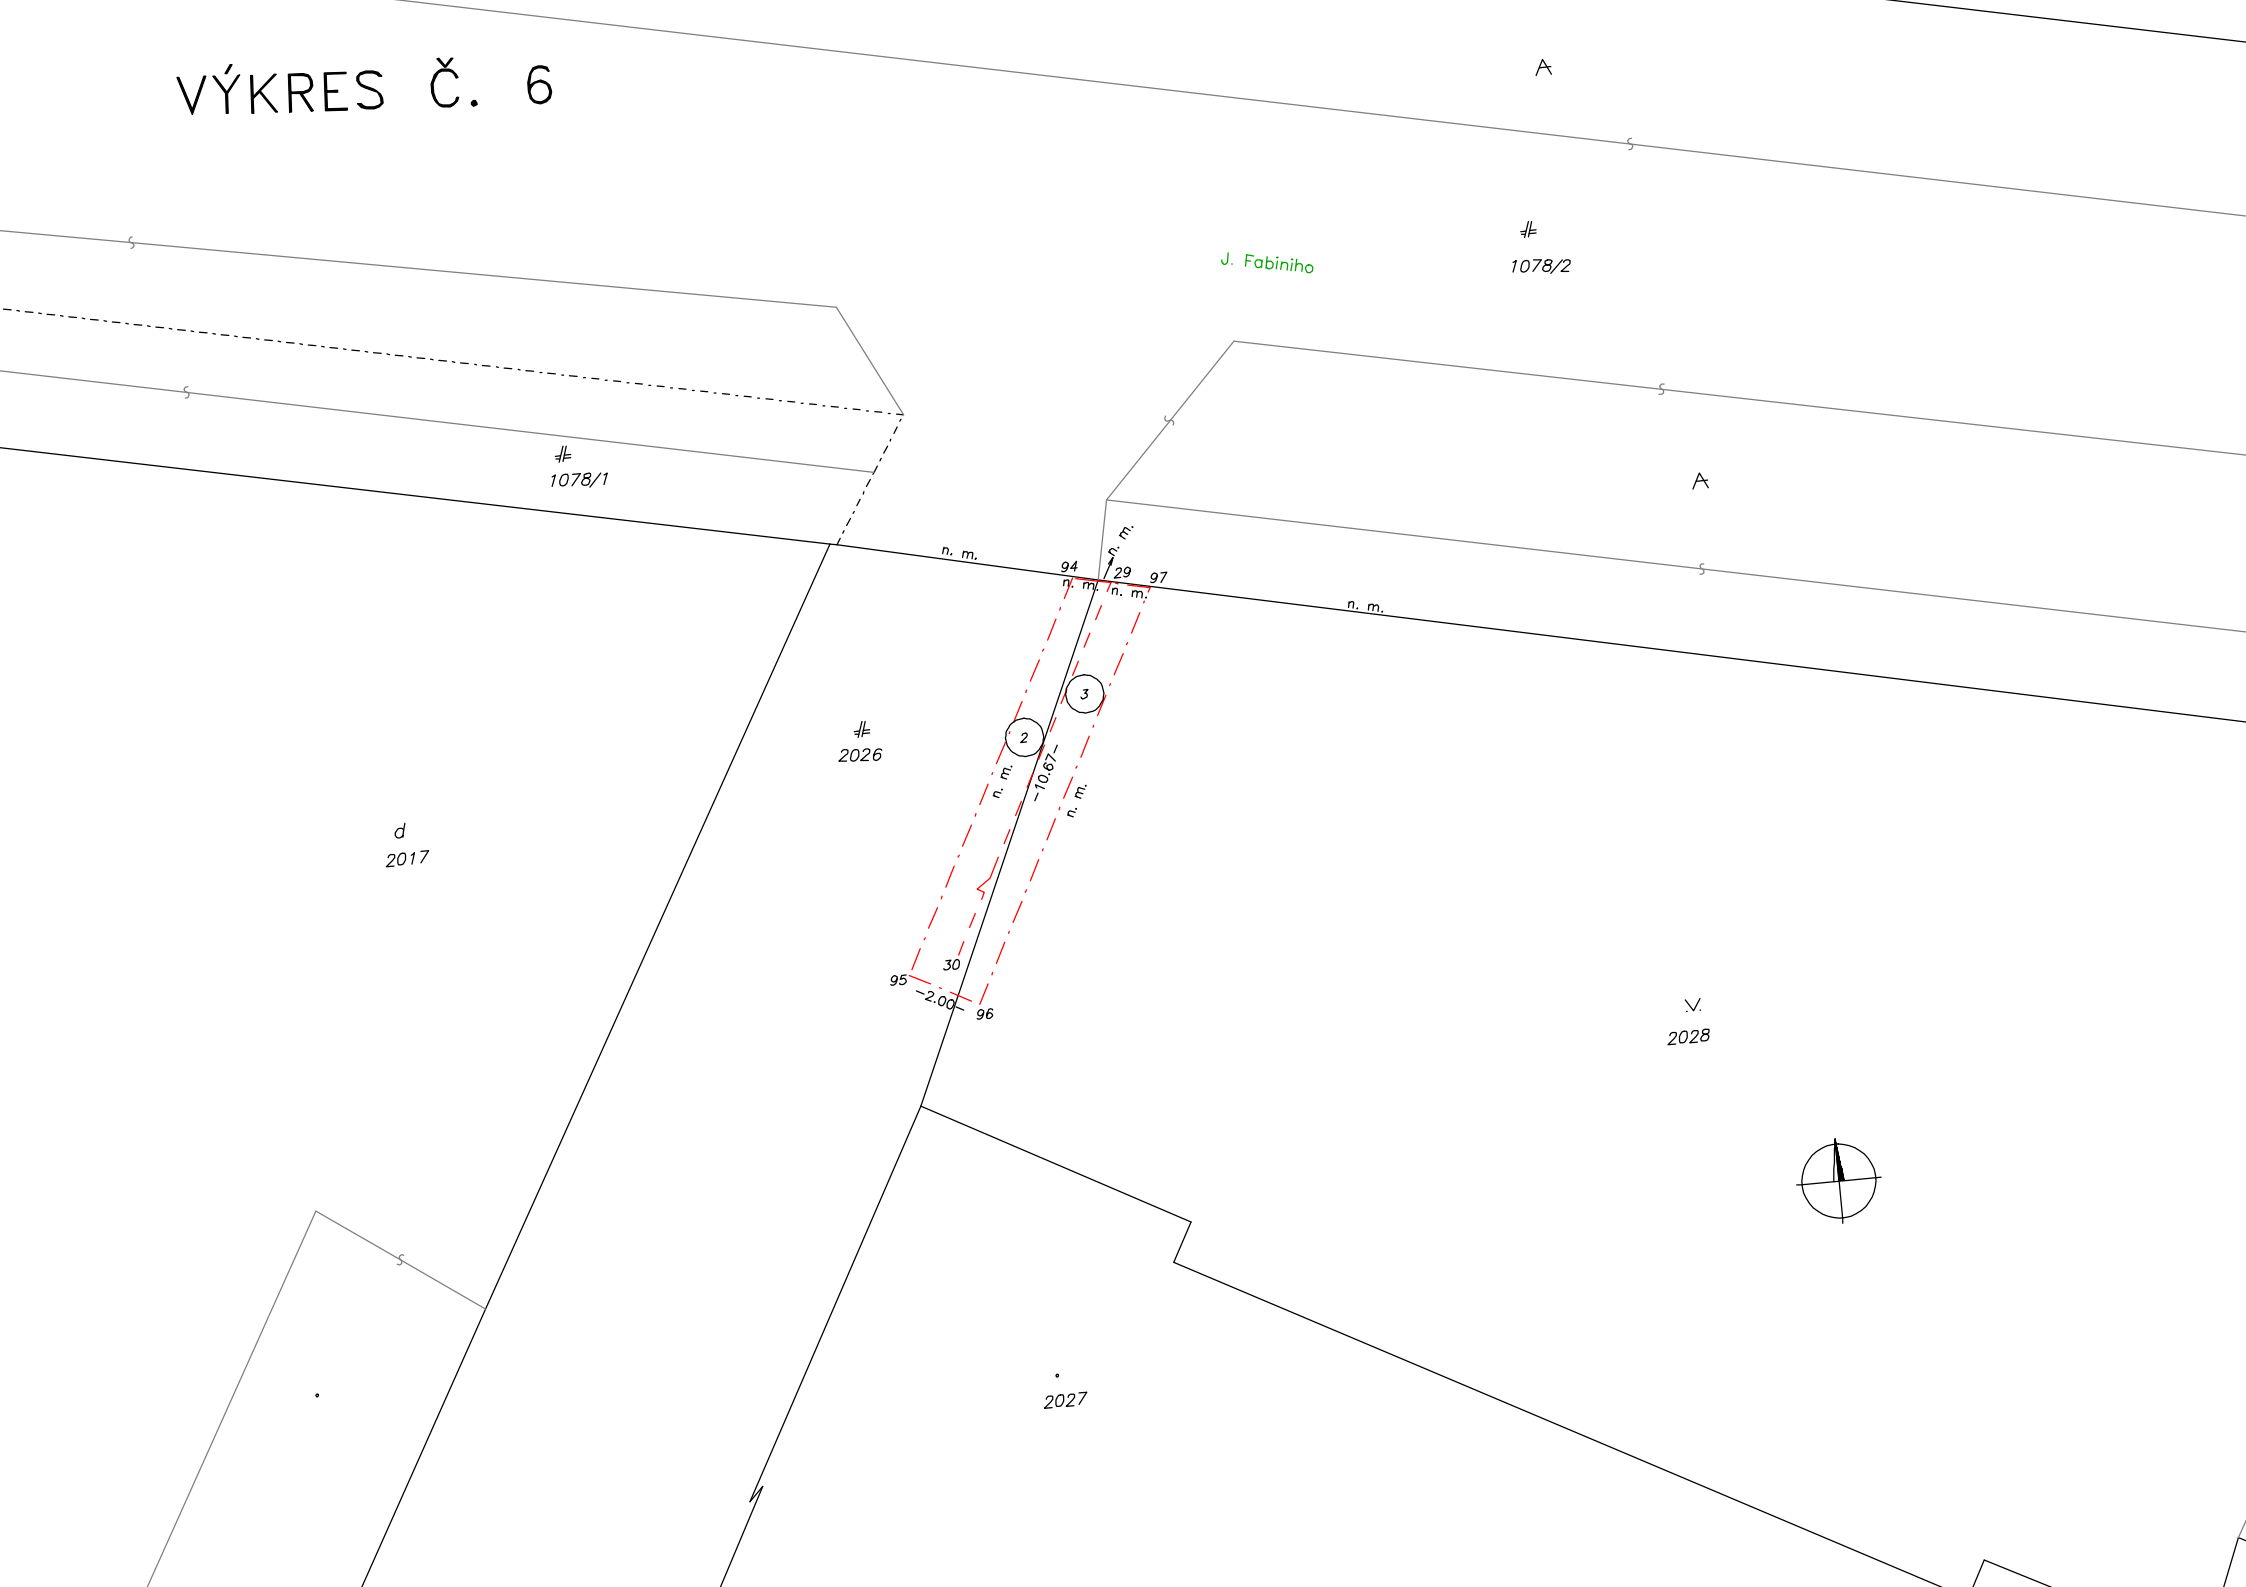 VÝKRES Č. 6
J. Fabiniho
1078/2
1078/1
n. m.
n. m.
94
29
97
n. m.
n. m.
n. m.
3
2
2026
n. m.
-10.67-
n. m.
d
2017
30
95
-2.00-
96
2028
2027